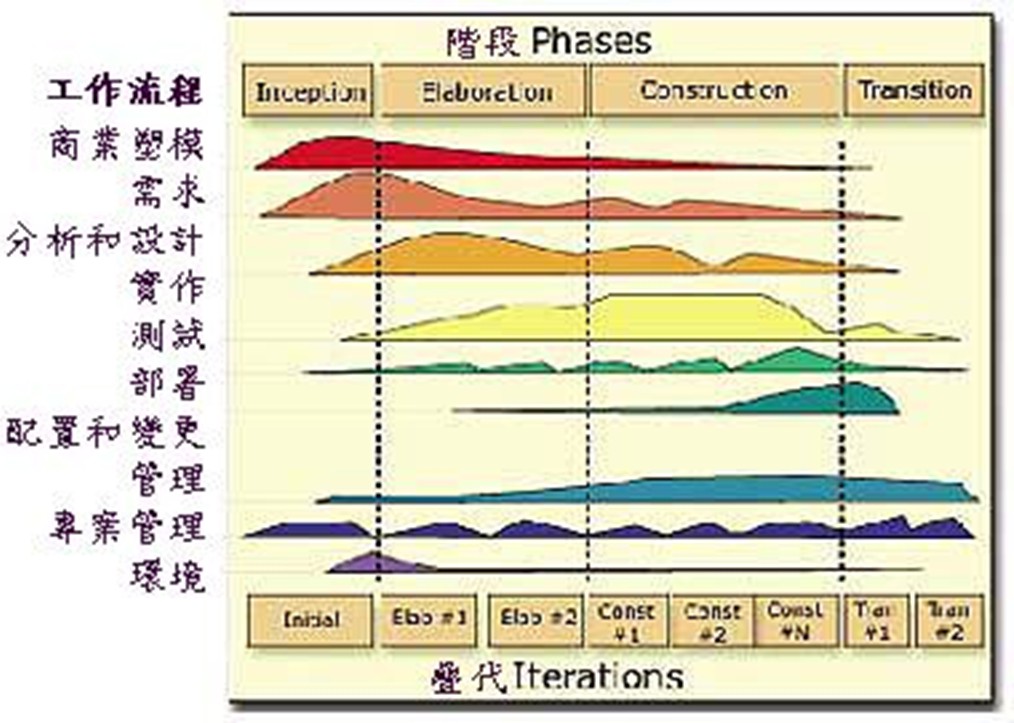 階段 Phases
工作流程
Inception Elaboration Construction Transition
商業塑模
需求
分析和設計
實作
測試
部署
配置和變更
管理
專案管理
環境
Initial Elab #1 Elab #2 Const #1 Const #2 Const #N Tran #1 Tran #2
疊代 Iterations